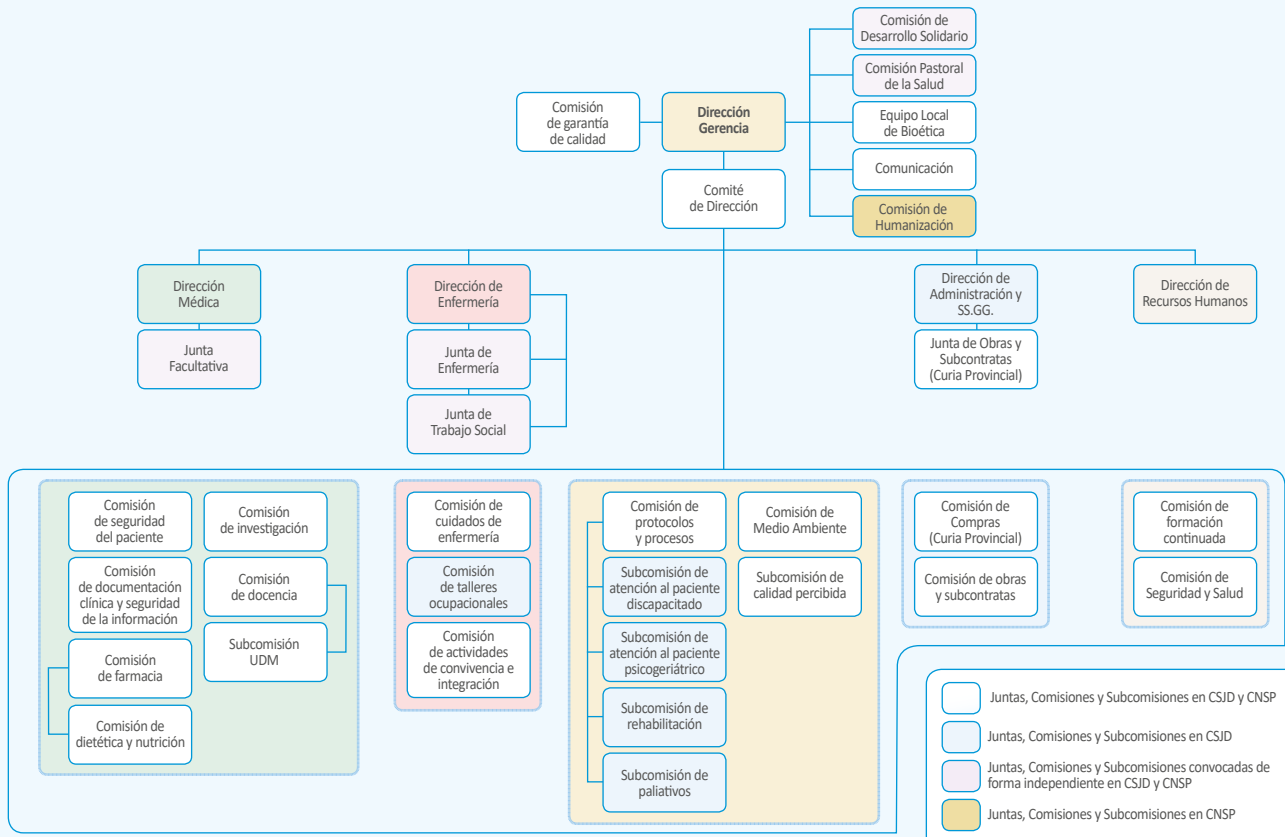 Comisión de
Desarrollo Solidario
Comisión Pastoral
de la Salud
Comisión
de garantía
de calidad
Dirección
Gerencia
Equipo Local
de Bioética
Comunicación
Comité
de Dirección
Comisión de
Humanización
Dirección
Médica
Junta
Facultativa
Dirección de
Enfermería
Junta de
Enfermería
Junta de
Trabajo Social
Dirección de
Administración y
SS.GG.
Junta de Obras y
Subcontratas
(Curia Provincial)
Dirección de
Recursos Humanos
Comisión
de seguridad
del paciente
Comisión
de documentación
clínica y seguridad
de la información
Comisión
de farmacia
Comisión de
dietética y nutrición
Comisión
de investigación
Comisión
de docencia
Subcomisión
UDM
Comisión de
cuidados de
enfermería
Comisión
de talleres
ocupacionales
Comisión
de actividades
de convivencia e
integración
Comisión de
protocolos
y procesos
Subcomisión de
atención al paciente
discapacitado
Subcomisión de
atención al paciente
psicogeriátrico
Subcomisión de
rehabilitación
Subcomisión de
paliativos
Comisión de
Medio Ambiente
Subcomisión de
calidad percibida
Comisión de
Compras
(Curia Provincial)
Comisión de obras
y subcontratas
Comisión de
formación
continuada
Comisión de
Seguridad y Salud
Juntas, Comisiones y Subcomisiones en CSJD y CNSP
Juntas, Comisiones y Subcomisiones en CSJD
Juntas, Comisiones y Subcomisiones convocadas de
forma independiente en CSJD y CNSP
Juntas, Comisiones y Subcomisiones en CNSP